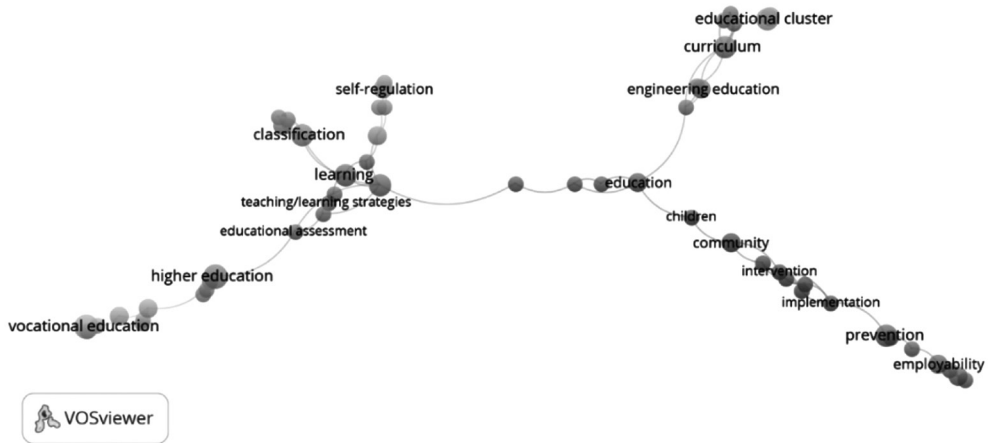 educational cluster
curriculum
self-regulation
engineering education
classification
learning
education
teaching/learning strategies
children
educational assessment
community
higher education
intervention
implementation
vocational education
prevention
employability
VOSviewer